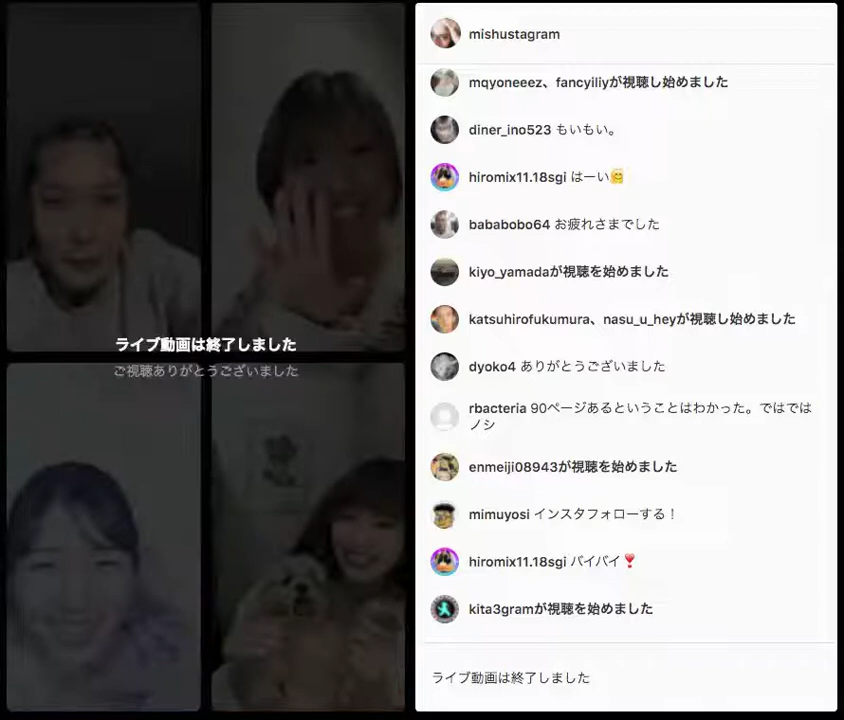 ライブ動画は終了しました
ご視聴ありがとうございました
mishustagram
mqyoneeez、fancyiliyが視聴し始めました
diner_ino523 もいもい。
hiromix11.18sgi はーい🤗
bababobo64 お疲れさまでした
kiyo_yamadaが視聴を始めました
katsuhirofukumura、nasu_u_heyが視聴し始めました
dyoko4 ありがとうございました
rbacteria 90ページあるということはわかった。ではでは
ノシ
enmeiji08943が視聴を始めました
mimuyosi インスタフォローする！
hiromix11.18sgi バイバイ❣️
kita3gramが視聴を始めました
ライブ動画は終了しました